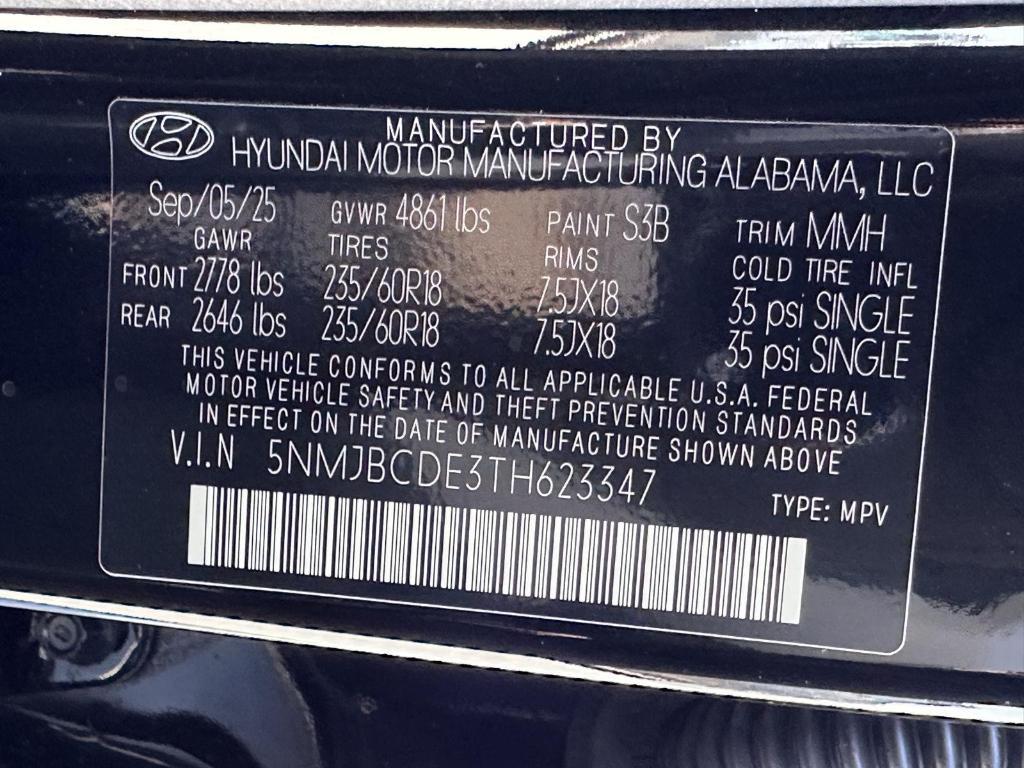 MANUFACTURED BY
HYUNDAI MOTOR MANUFACTURING ALABAMA, LLC
Sep/05/25 GVWR 4861 lbs PAINT S3B TRIM MMH
GAWR TIRES RIMS COLD TIRE INFL
FRONT 2778 lbs 235/60R18 7.5JX18 35 psi SINGLE
REAR 2646 lbs 235/60R18 7.5JX18 35 psi SINGLE
THIS VEHICLE CONFORMS TO ALL APPLICABLE U.S.A. FEDERAL
MOTOR VEHICLE SAFETY AND THEFT PREVENTION STANDARDS
IN EFFECT ON THE DATE OF MANUFACTURE SHOWN ABOVE
V.I.N 5NMJBCDE3TH623347
TYPE: MPV